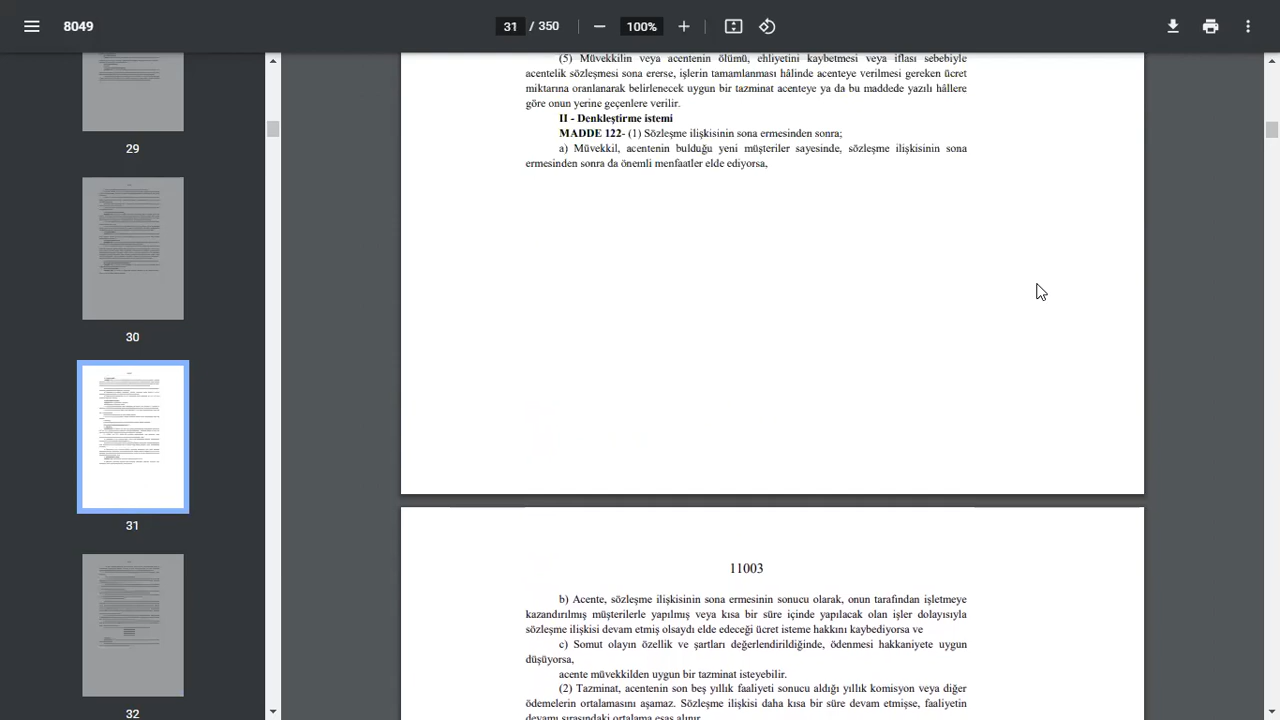 8049
31 / 350
100%
29
30
31
32
(5) Müvekkilin veya acentenin ölümü, ehliyetini kaybetmesi veya iflası sebebiyle
acentelik sözleşmesi sona ererse, işlerin tamamlanması hâlinde acenteye verilmesi gereken ücret
miktarına oranlanarak belirlenecek uygun bir tazminat acenteye ya da bu maddede yazılı hâllere
göre onun yerine geçenlere verilir.
II - Denkleştirme istemi
MADDE 122- (1) Sözleşme ilişkisinin sona ermesinden sonra;
a) Müvekkil, acentenin bulduğu yeni müşteriler sayesinde, sözleşme ilişkisinin sona
ermesinden sonra da önemli menfaatler elde ediyorsa,
11003
b) Acente, sözleşme ilişkisinin sona ermesinin sonucu olarak, onun tarafından işletmeye
kazandırılmış müşterilerle yapılmış veya kısa bir süre içinde yapılacak olan işler dolayısıyla
sözleşme ilişkisi devam etmiş olsaydı elde edeceği ücret isteme hakkını kaybediyorsa ve
c) Somut olayın özellik ve şartları değerlendirildiğinde, ödenmesi hakkaniyete uygun
düşüyorsa,
acente müvekkilden uygun bir tazminat isteyebilir.
(2) Tazminat, acentenin son beş yıllık faaliyeti sonucu aldığı yıllık komisyon veya diğer
ödemelerin ortalamasını aşamaz. Sözleşme ilişkisi daha kısa bir süre devam etmişse, faaliyetin
devamı sırasındaki ortalama esas alınır.